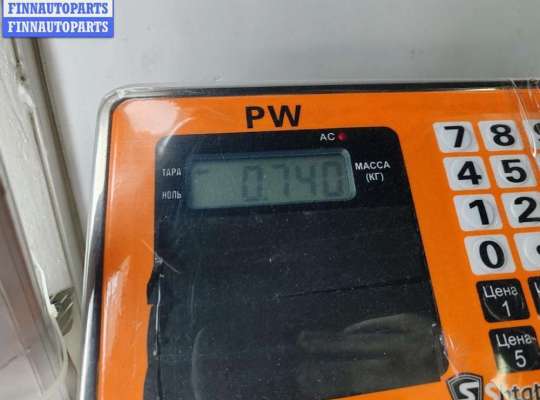 FINNAUTOPARTS
FINNAUTOPARTS
PW
AC
ТАРА
НОЛЬ
0.740
МАССА
(КГ)
7 8
4 5
1 2
0
Цена
1
Цена
5
S